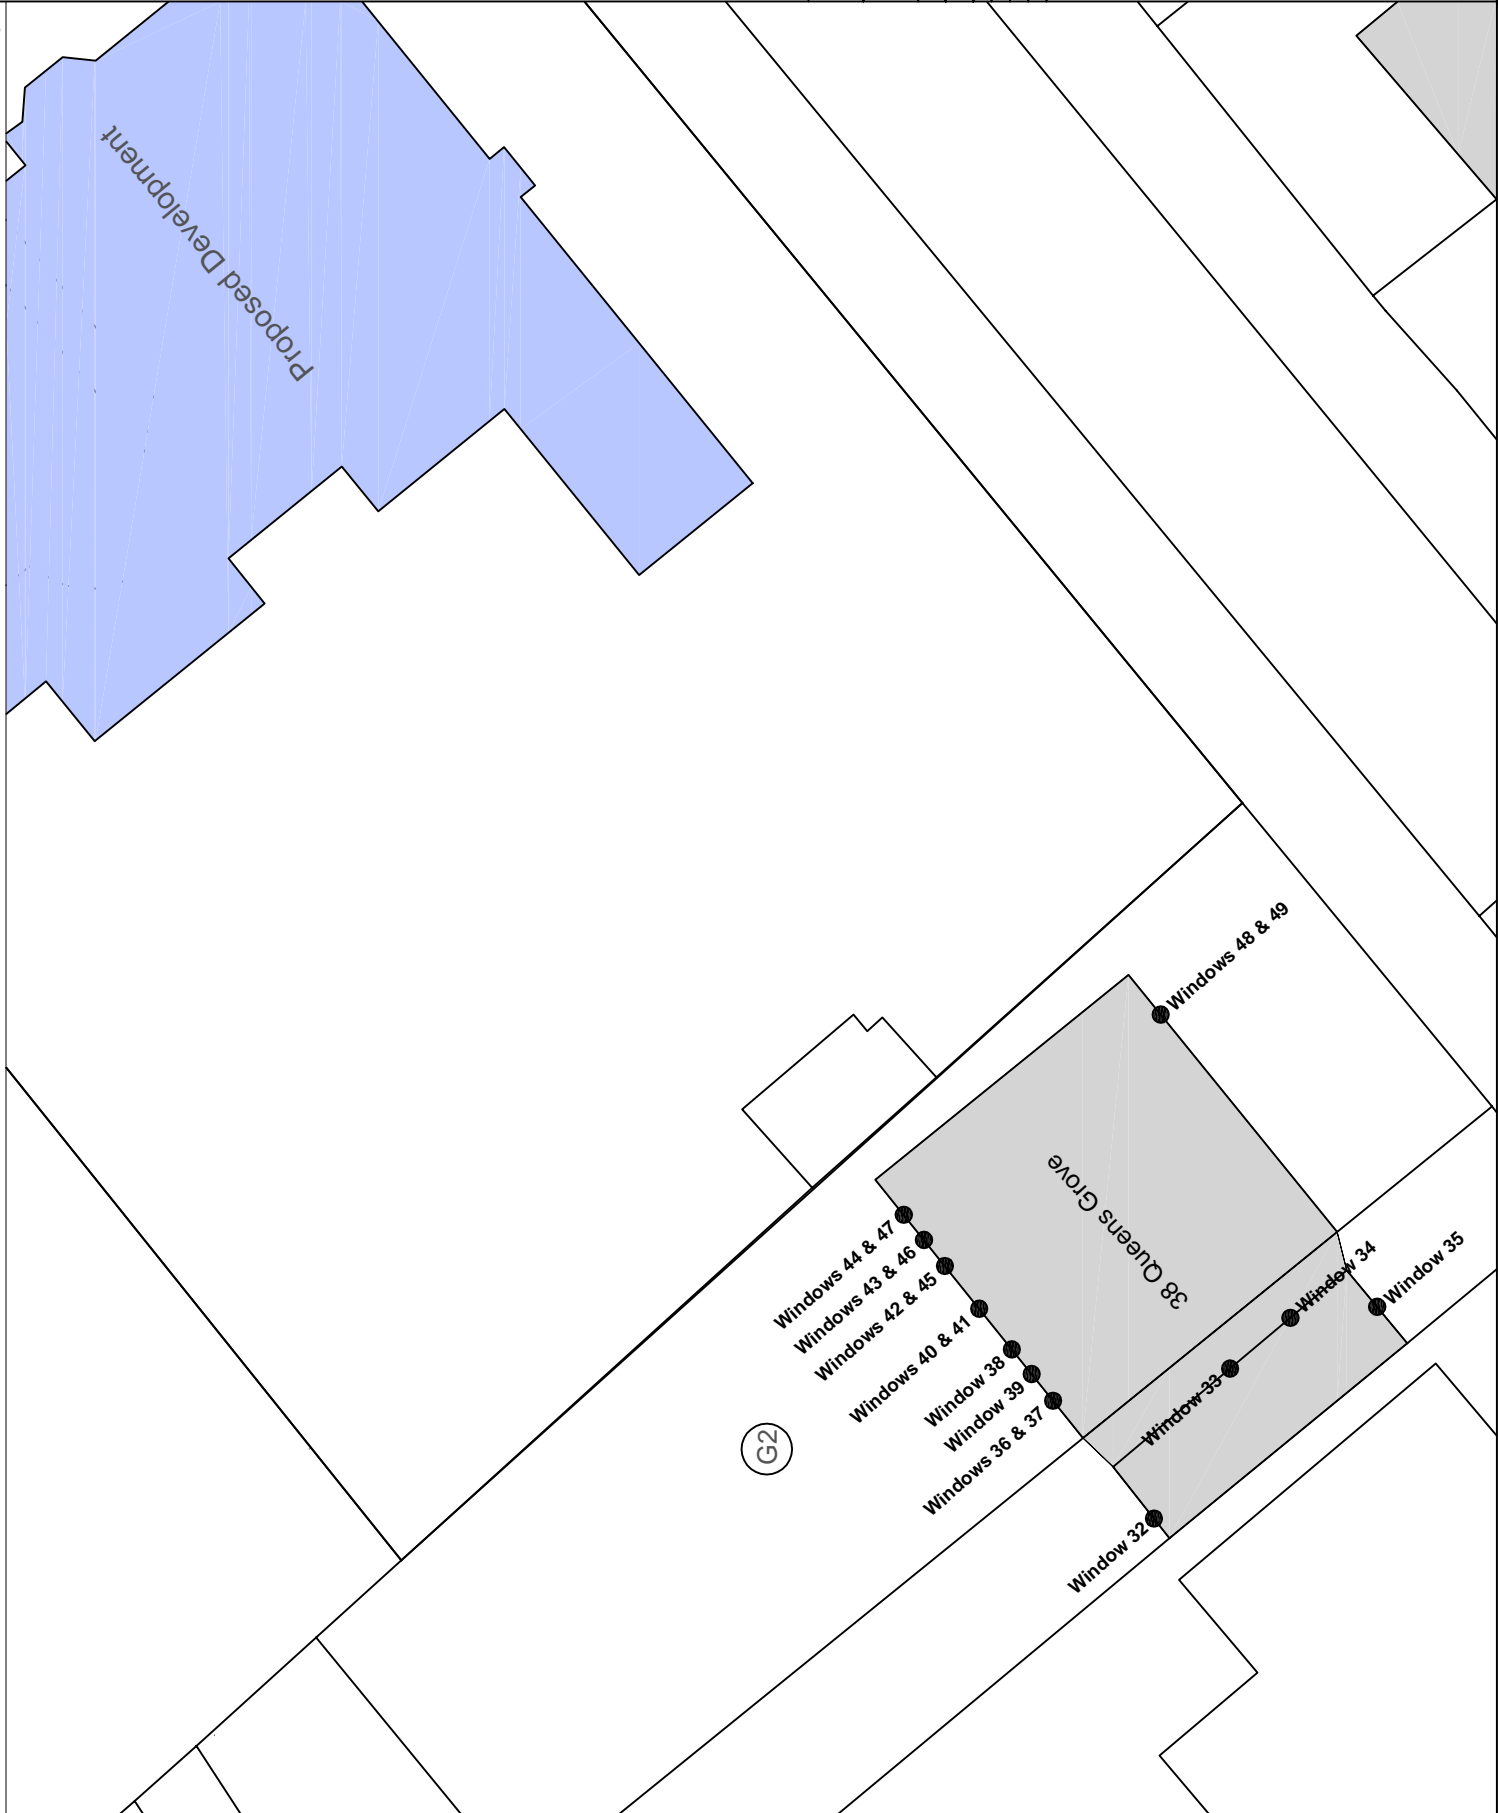 Proposed Development
Windows 48 & 49
38 Queens Grove
Windows 44 & 47
Windows 43 & 46
Windows 42 & 45
Windows 40 & 41
Window 38
Window 39
Windows 36 & 37
Window 34
Window 35
Window 33
Window 32
G2